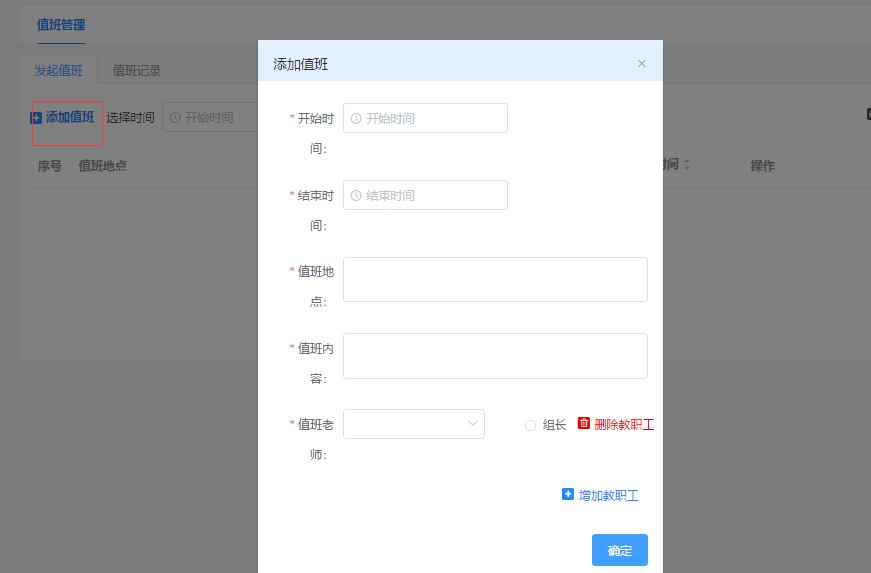 值班管理
发起值班 值班记录
添加值班 选择时间 开始时间
序号 值班地点 时间 操作
添加值班
* 开始时间： 开始时间
* 结束时间： 结束时间
* 值班地点：
* 值班内容：
* 值班老师： 组长 删除教职工
增加教职工
确定